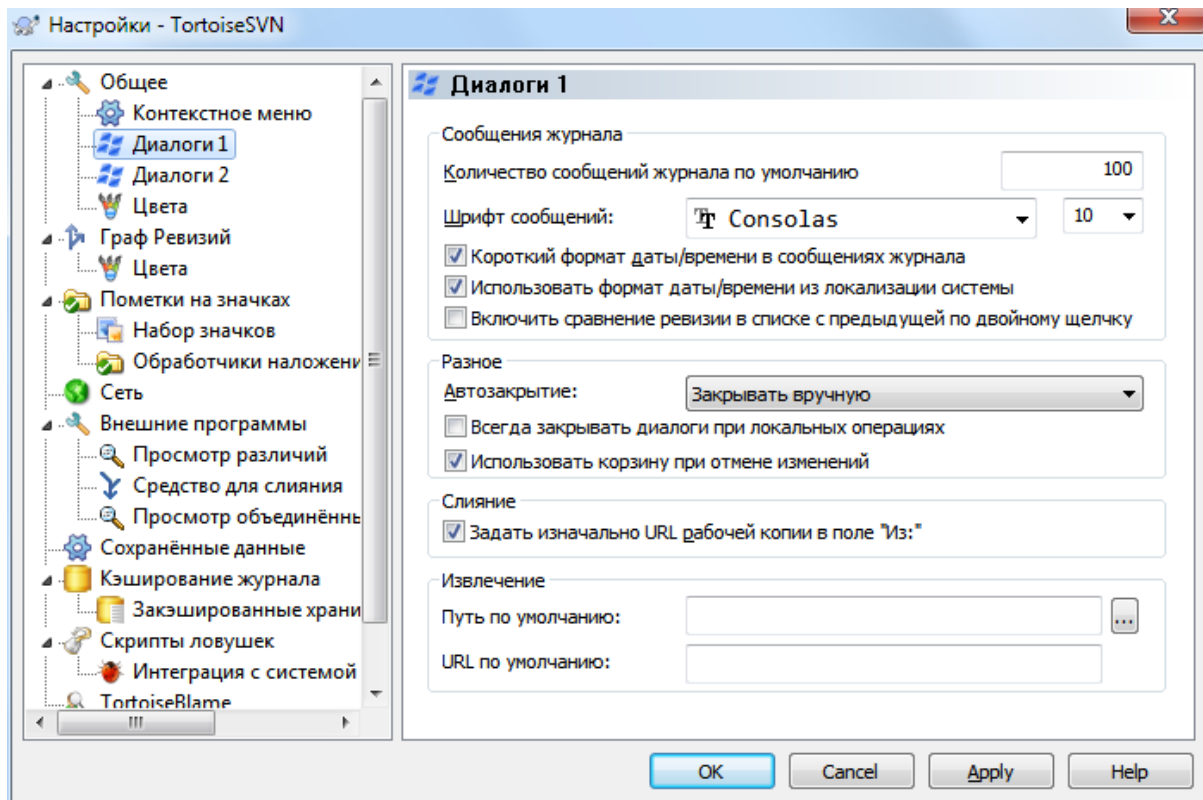 Настройки - TortoiseSVN
Общее
Контекстное меню
Диалоги 1
Диалоги 2
Цвета
Граф Ревизий
Цвета
Пометки на значках
Набор значков
Обработчики наложени
Сеть
Внешние программы
Просмотр различий
Средство для слияния
Просмотр объединённь
Сохранённые данные
Кэширование журнала
Закэшированные храни
Скрипты ловушек
Интеграция с системой
TortoiseBlame
Диалоги 1
Сообщения журнала
Количество сообщений журнала по умолчанию 100
Шрифт сообщений: Consolas 10
Короткий формат даты/времени в сообщениях журнала
Использовать формат даты/времени из локализации системы
Включить сравнение ревизии в списке с предыдущей по двойному щелчку
Разное
Автозакрытие: Закрывать вручную
Всегда закрывать диалоги при локальных операциях
Использовать корзину при отмене изменений
Слияние
Задать изначально URL рабочей копии в поле "Из:"
Извлечение
Путь по умолчанию: ...
URL по умолчанию:
OK Cancel Apply Help